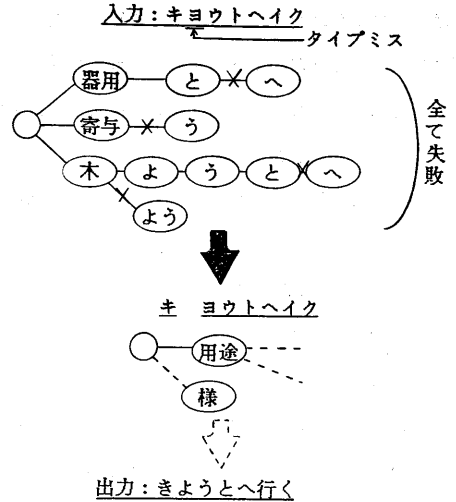 入力：キヨウトヘイク
タイプミス
器用 と へ
寄与 う
木 よ う と へ
よう
全て失敗
キ ヨウトヘイク
用途
様
出力：きようとへ行く